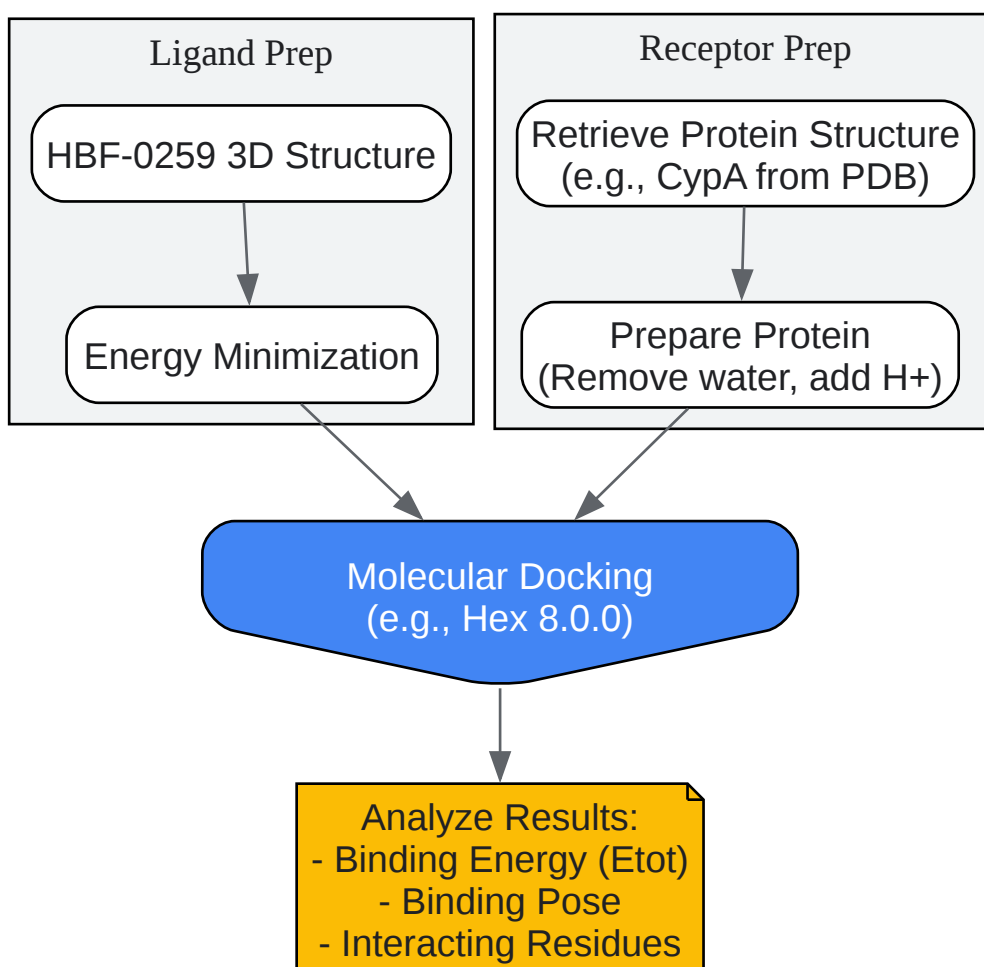 Ligand Prep
HBF-0259 3D Structure
Energy Minimization
Receptor Prep
Retrieve Protein Structure
(e.g., CypA from PDB)
Prepare Protein
(Remove water, add H+)
Molecular Docking
(e.g., Hex 8.0.0)
Analyze Results:
- Binding Energy (Etot)
- Binding Pose
- Interacting Residues